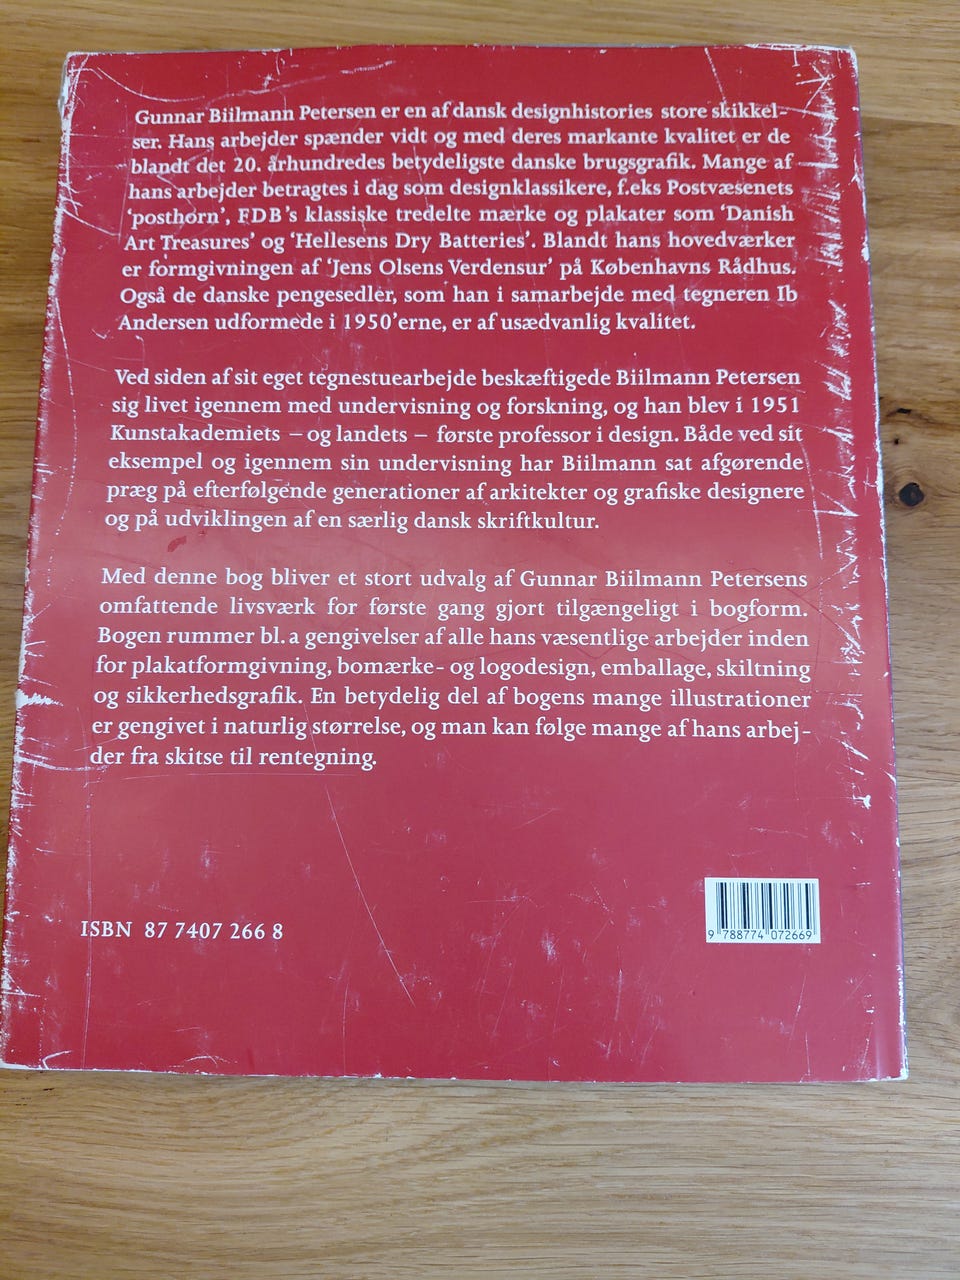 Gunnar Biilmann Petersen er en af dansk designhistories store skikkel-
ser. Hans arbejder spænder vidt og med deres markante kvalitet er de
blandt det 20. århundredes betydeligste danske brugsgrafik. Mange af
hans arbejder betragtes i dag som designklassikere, f.eks Postvæsenets
‘posthorn’, FDB’s klassiske tredelte mærke og plakater som ‘Danish
Art Treasures’ og ‘Hellesens Dry Batteries’. Blandt hans hovedværker
er formgivningen af ‘Jens Olsens Verdensur’ på Københavns Rådhus.
Også de danske pengesedler, som han i samarbejde med tegneren Ib
Andersen udformede i 1950’erne, er af usædvanlig kvalitet.
Ved siden af sit eget tegnestuearbejde beskæftigede Biilmann Petersen
sig livet igennem med undervisning og forskning, og han blev i 1951
Kunstakademiets – og landets – første professor i design. Både ved sit
eksempel og igennem sin undervisning har Biilmann sat afgørende
præg på efterfølgende generationer af arkitekter og grafiske designere
og på udviklingen af en særlig dansk skriftkultur.
Med denne bog bliver et stort udvalg af Gunnar Biilmann Petersens
omfattende livsværk for første gang gjort tilgængeligt i bogform.
Bogen rummer bl.a gengivelser af alle hans væsentlige arbejder inden
for plakatformgivning, bomærke- og logodesign, emballage, skiltning
og sikkerhedsgrafik. En betydelig del af bogens mange illustrationer
er gengivet i naturlig størrelse, og man kan følge mange af hans arbej-
der fra skitse til rentegning.
ISBN 87 7407 266 8
9 788774 072669